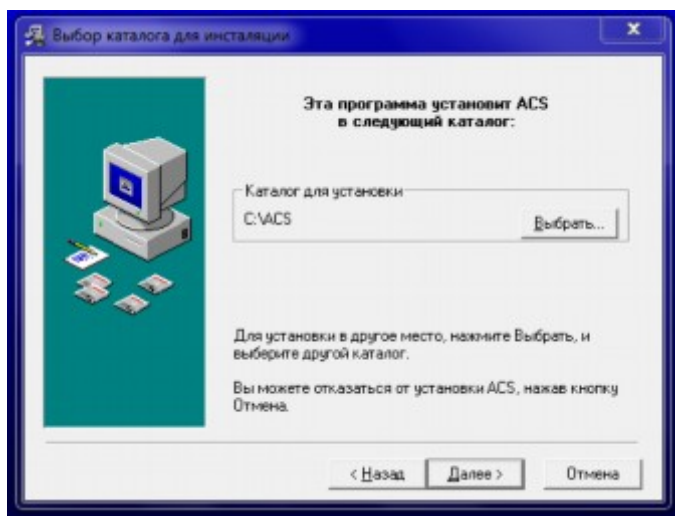 Выбор каталога для инсталяции
Эта программа установит ACS
в следующий каталог:
Каталог для установки
C:\ACS
Выбрать...
Для установки в другое место, нажмите Выбрать, и
выберите другой каталог.
Вы можете отказаться от установки ACS, нажав кнопку
Отмена.
< Назад
Далее >
Отмена